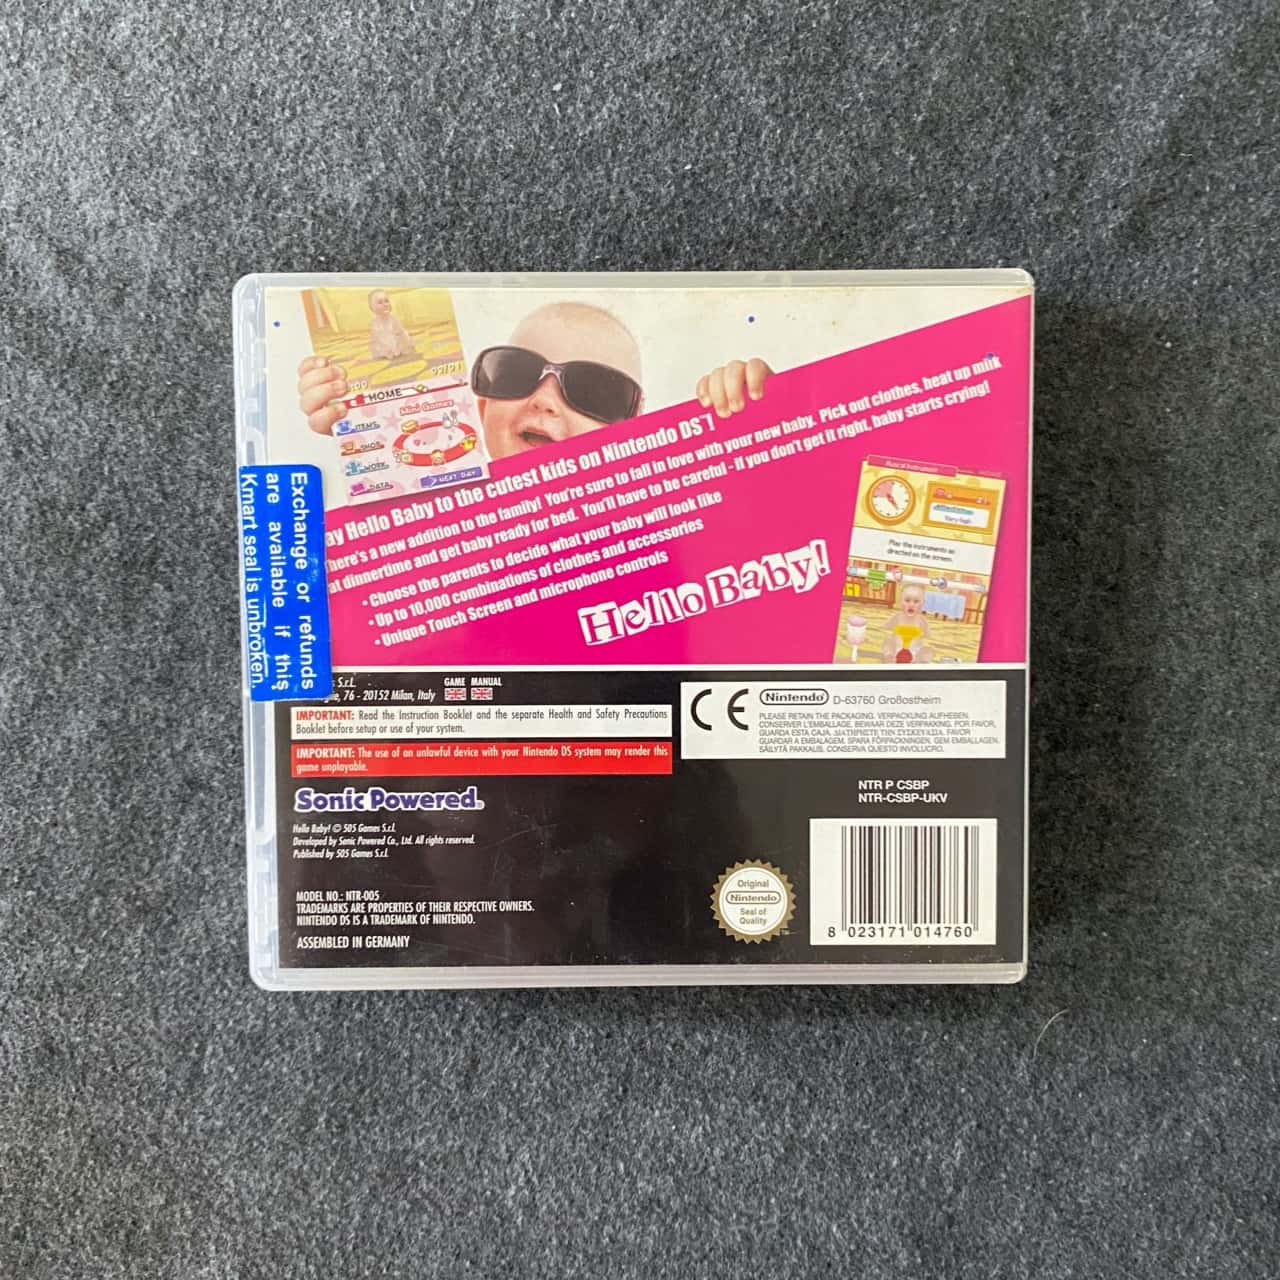 HOME
Mini Games
ITEMS
SHOP
WORK
DATA
NEXT DAY
ay Hello Baby to the cutest kids on Nintendo DS™!
here's a new addition to the family! You're sure to fall in love with your new baby. Pick out clothes, heat up milk
at dinnertime and get baby ready for bed. You'll have to be careful - if you don't get it right, baby starts crying!
• Choose the parents to decide what your baby will look like
• Up to 10,000 combinations of clothes and accessories
• Unique Touch Screen and microphone controls
Hello Baby!
Musical Instrument
Very high
Play the instruments as
directed on the screen.
Exchange or refunds
are available if this
Kmart seal is unbroken.
S.r.l.
76 - 20152 Milan, Italy
GAME MANUAL
IMPORTANT: Read the Instruction Booklet and the separate Health and Safety Precautions
Booklet before setup or use of your system.
IMPORTANT: The use of an unlawful device with your Nintendo DS system may render this
game unplayable.
Sonic Powered®
Hello Baby! © 505 Games S.r.l.
Developed by Sonic Powered Co., Ltd. All rights reserved.
Published by 505 Games S.r.l.
MODEL NO.: NTR-005
TRADEMARKS ARE PROPERTIES OF THEIR RESPECTIVE OWNERS.
NINTENDO DS IS A TRADEMARK OF NINTENDO.
ASSEMBLED IN GERMANY
CE
Nintendo® D-63760 Großostheim
PLEASE RETAIN THE PACKAGING. VERPACKUNG AUFHEBEN.
CONSERVER L'EMBALLAGE. BEWAAR DEZE VERPAKKING. POR FAVOR,
GUARDA ESTA CAJA. ΔΙΑΤΗΡΗΣΤΕ ΤΗΝ ΣΥΣΚΕΥΑΣΙΑ. FAVOR
GUARDAR A EMBALAGEM. SPARA FÖRPACKNINGEN. GEM EMBALLAGEN.
SÄILYTÄ PAKKAUS. CONSERVA QUESTO INVOLUCRO.
NTR P CSBP
NTR-CSBP-UKV
Original
Nintendo®
Seal of
Quality
™
8 023171 014760